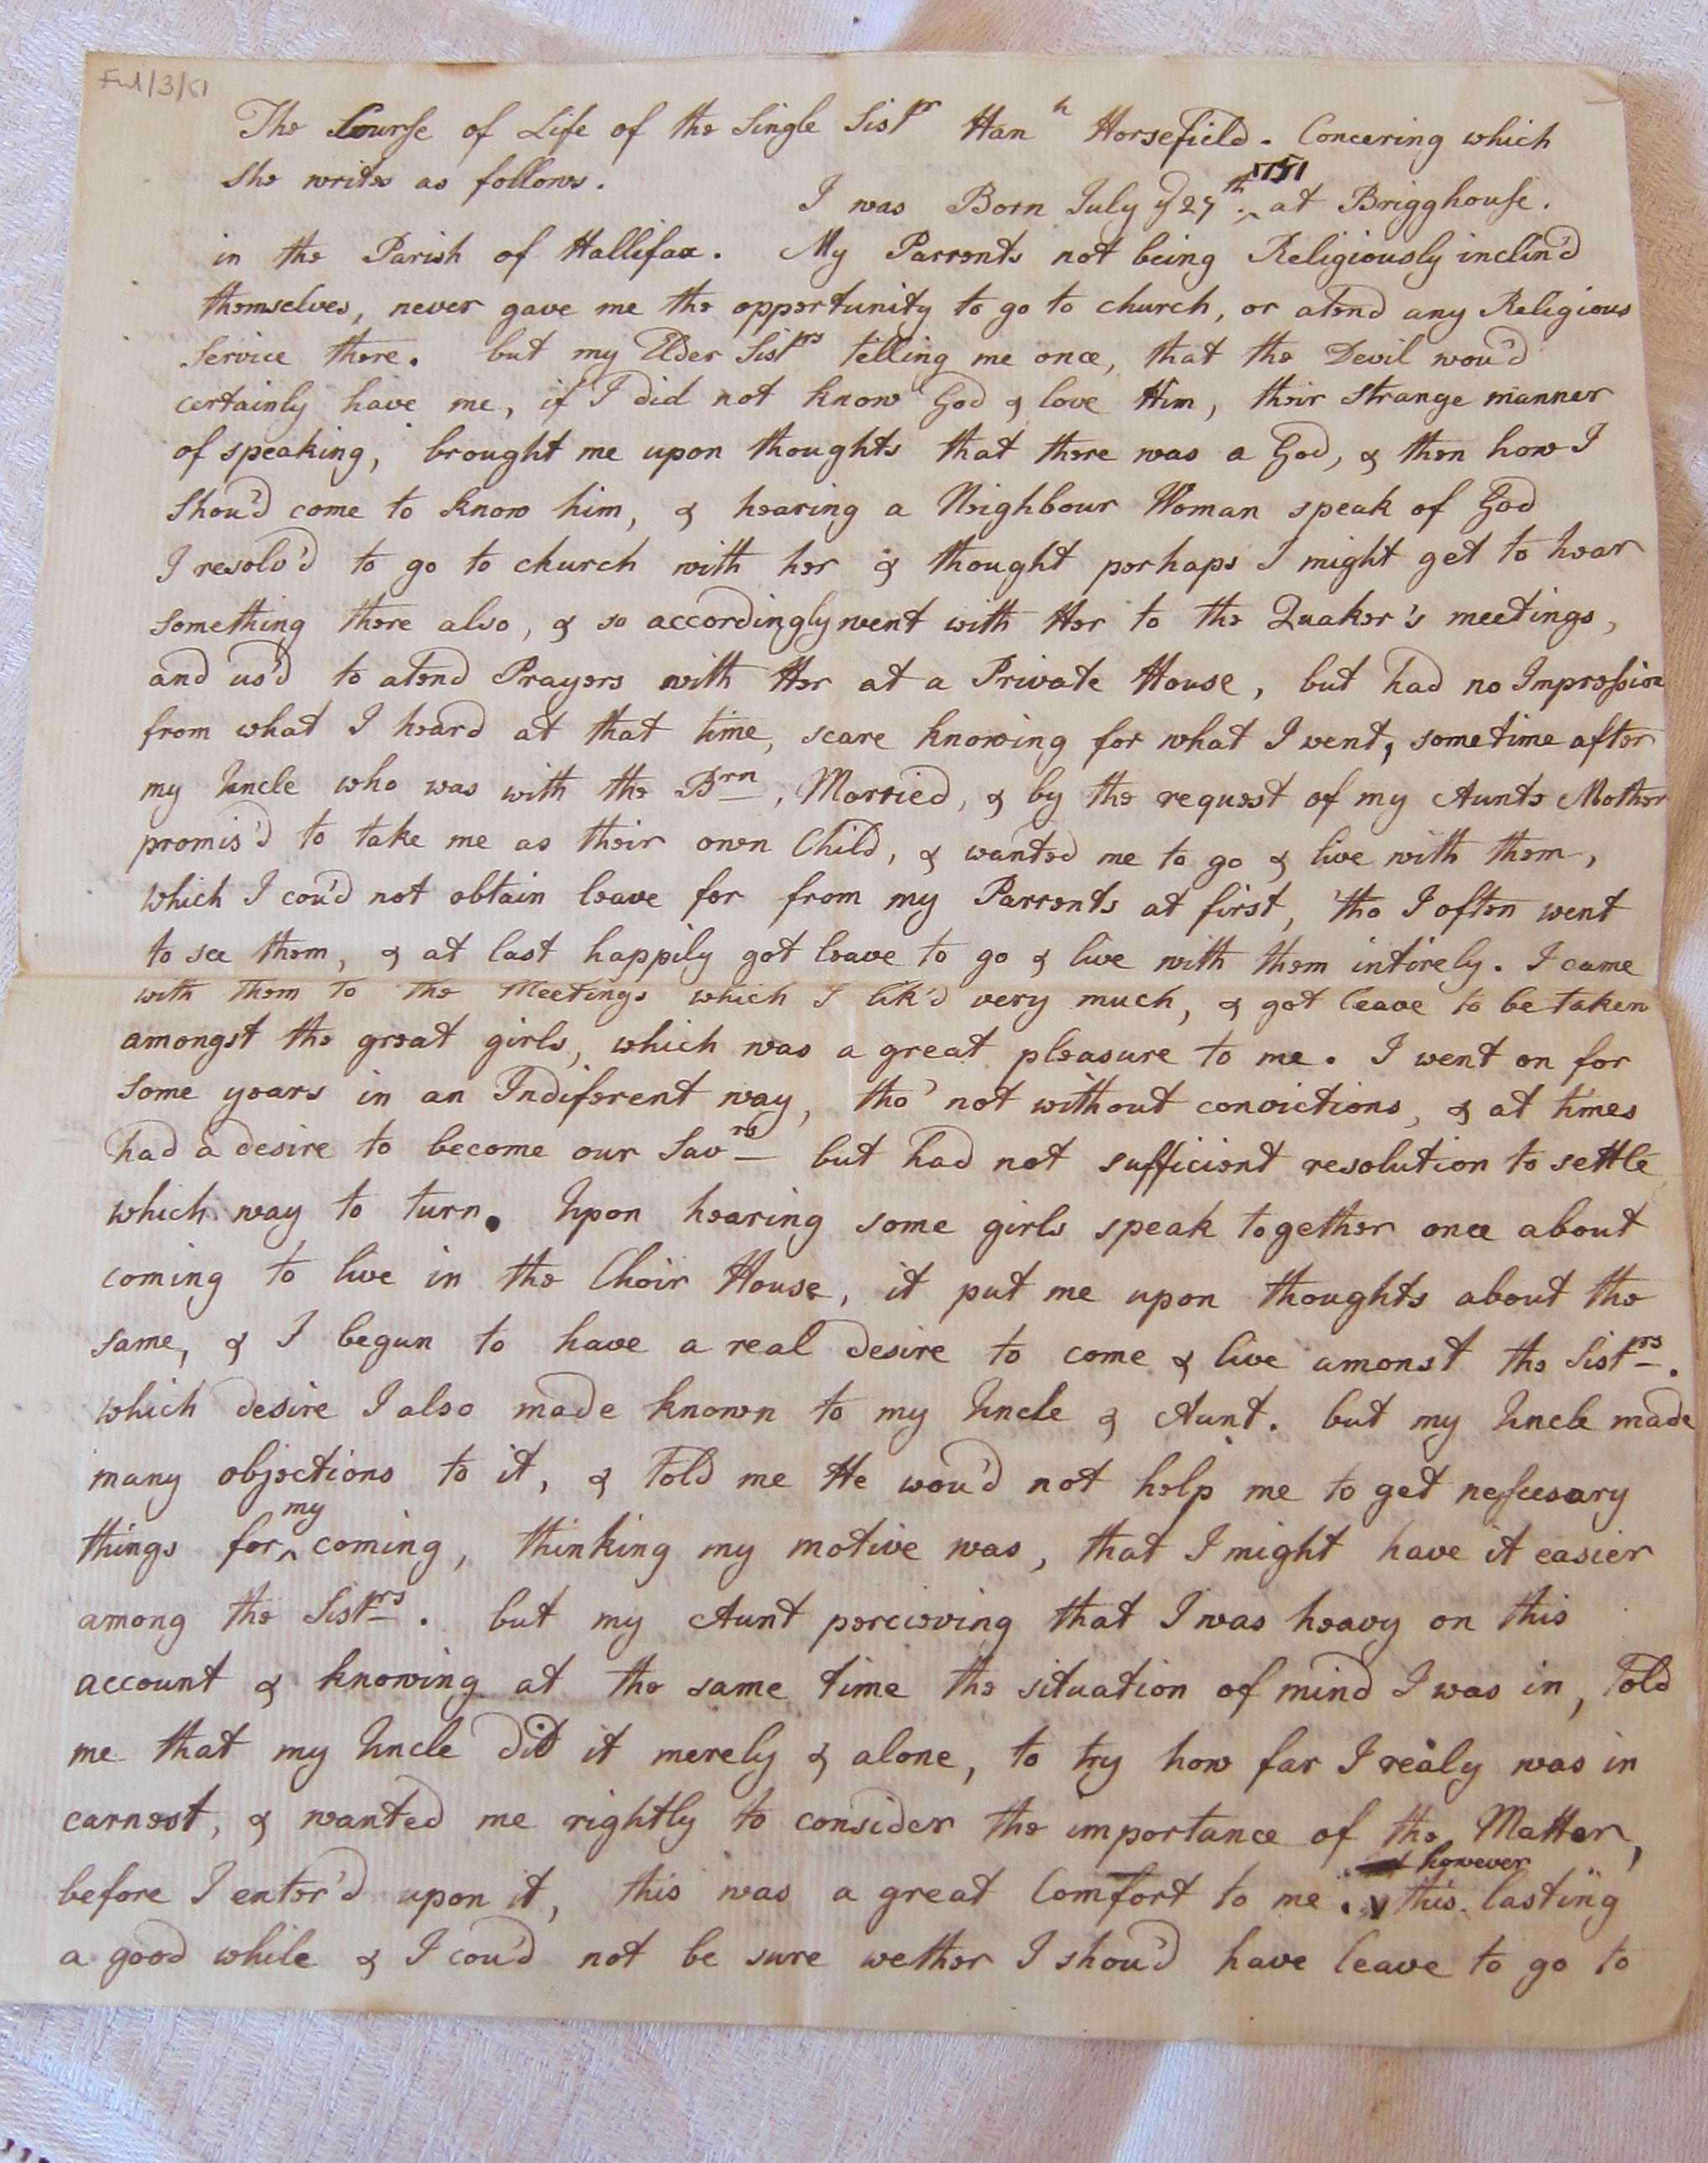 The Course of Life of the Single Sistr Hanh Horsefield. Concering which
she writes as follows.
I was Born July ye 27th 1751 at Brigghouse.
in the Parish of Hallifax. My Parrents not being Religiously inclin'd
themselves, never gave me the opportunity to go to church, or atend any Religious
Service there. but my Elder Sistrs telling me once, that the Devil wou'd
certainly have me, if I did not know God & love Him, their strange manner
of speaking, brought me upon thoughts that there was a God, & then how I
shou'd come to know him, & hearing a Neighbour Woman speak of God
I resolv'd to go to church with her & thought perhaps I might get to hear
something there also, & so accordingly went with Her to the Quaker's meetings,
and us'd to atend Prayers with Her at a Private House, but had no Impression
from what I heard at that time, scare knowing for what I went, sometime after
my Uncle who was with the Brn, Married, & by the request of my Aunts Mother
promis'd to take me as their own Child, & wanted me to go & live with them,
which I cou'd not obtain leave for from my Parrents at first, tho I often went
to see them, & at last happily got leave to go & live with them intirely. I came
with them to the Meetings which I lik'd very much, & got leave to be taken
amongst the great girls, which was a great pleasure to me. I went on for
some years in an Indiferent way, tho' not without convictions, & at times
had a desire to become our Savrs but had not sufficient resolution to settle
which way to turn. Upon hearing some girls speak together once about
coming to live in the Choir House, it put me upon thoughts about the
same, & I begun to have a real desire to come & live amonst the Sistrs.
which desire I also made known to my Uncle & Aunt. but my Uncle made
many objections to it, & told me He wou'd not help me to get nescesary
things for my coming, thinking my motive was, that I might have it easier
among the Sistrs. but my Aunt percieving that I was heavy on this
account & knowing at the same time the situation of mind I was in, told
me that my Uncle did it merely & alone, to try how far I realy was in
earnest, & wanted me rightly to consider the importance of the Matter,
before I enter'd upon it, this was a great Comfort to me. however this lasting
a good while & I cou'd not be sure wether I shou'd have leave to go to